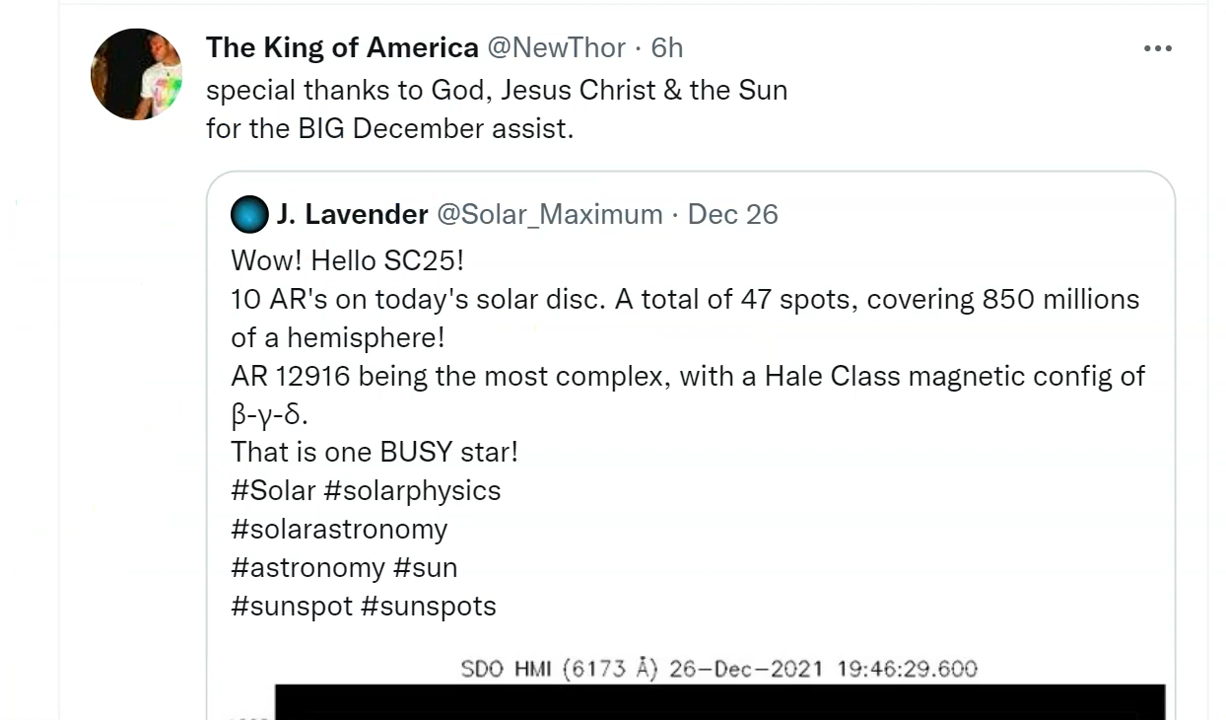 The King of America @NewThor · 6h
special thanks to God, Jesus Christ & the Sun
for the BIG December assist.
J. Lavender @Solar_Maximum · Dec 26
Wow! Hello SC25!
10 AR's on today's solar disc. A total of 47 spots, covering 850 millions
of a hemisphere!
AR 12916 being the most complex, with a Hale Class magnetic config of
β-γ-δ.
That is one BUSY star!
#Solar #solarphysics
#solarastronomy
#astronomy #sun
#sunspot #sunspots
SDO HMI (6173 Å) 26-Dec-2021 19:46:29.600